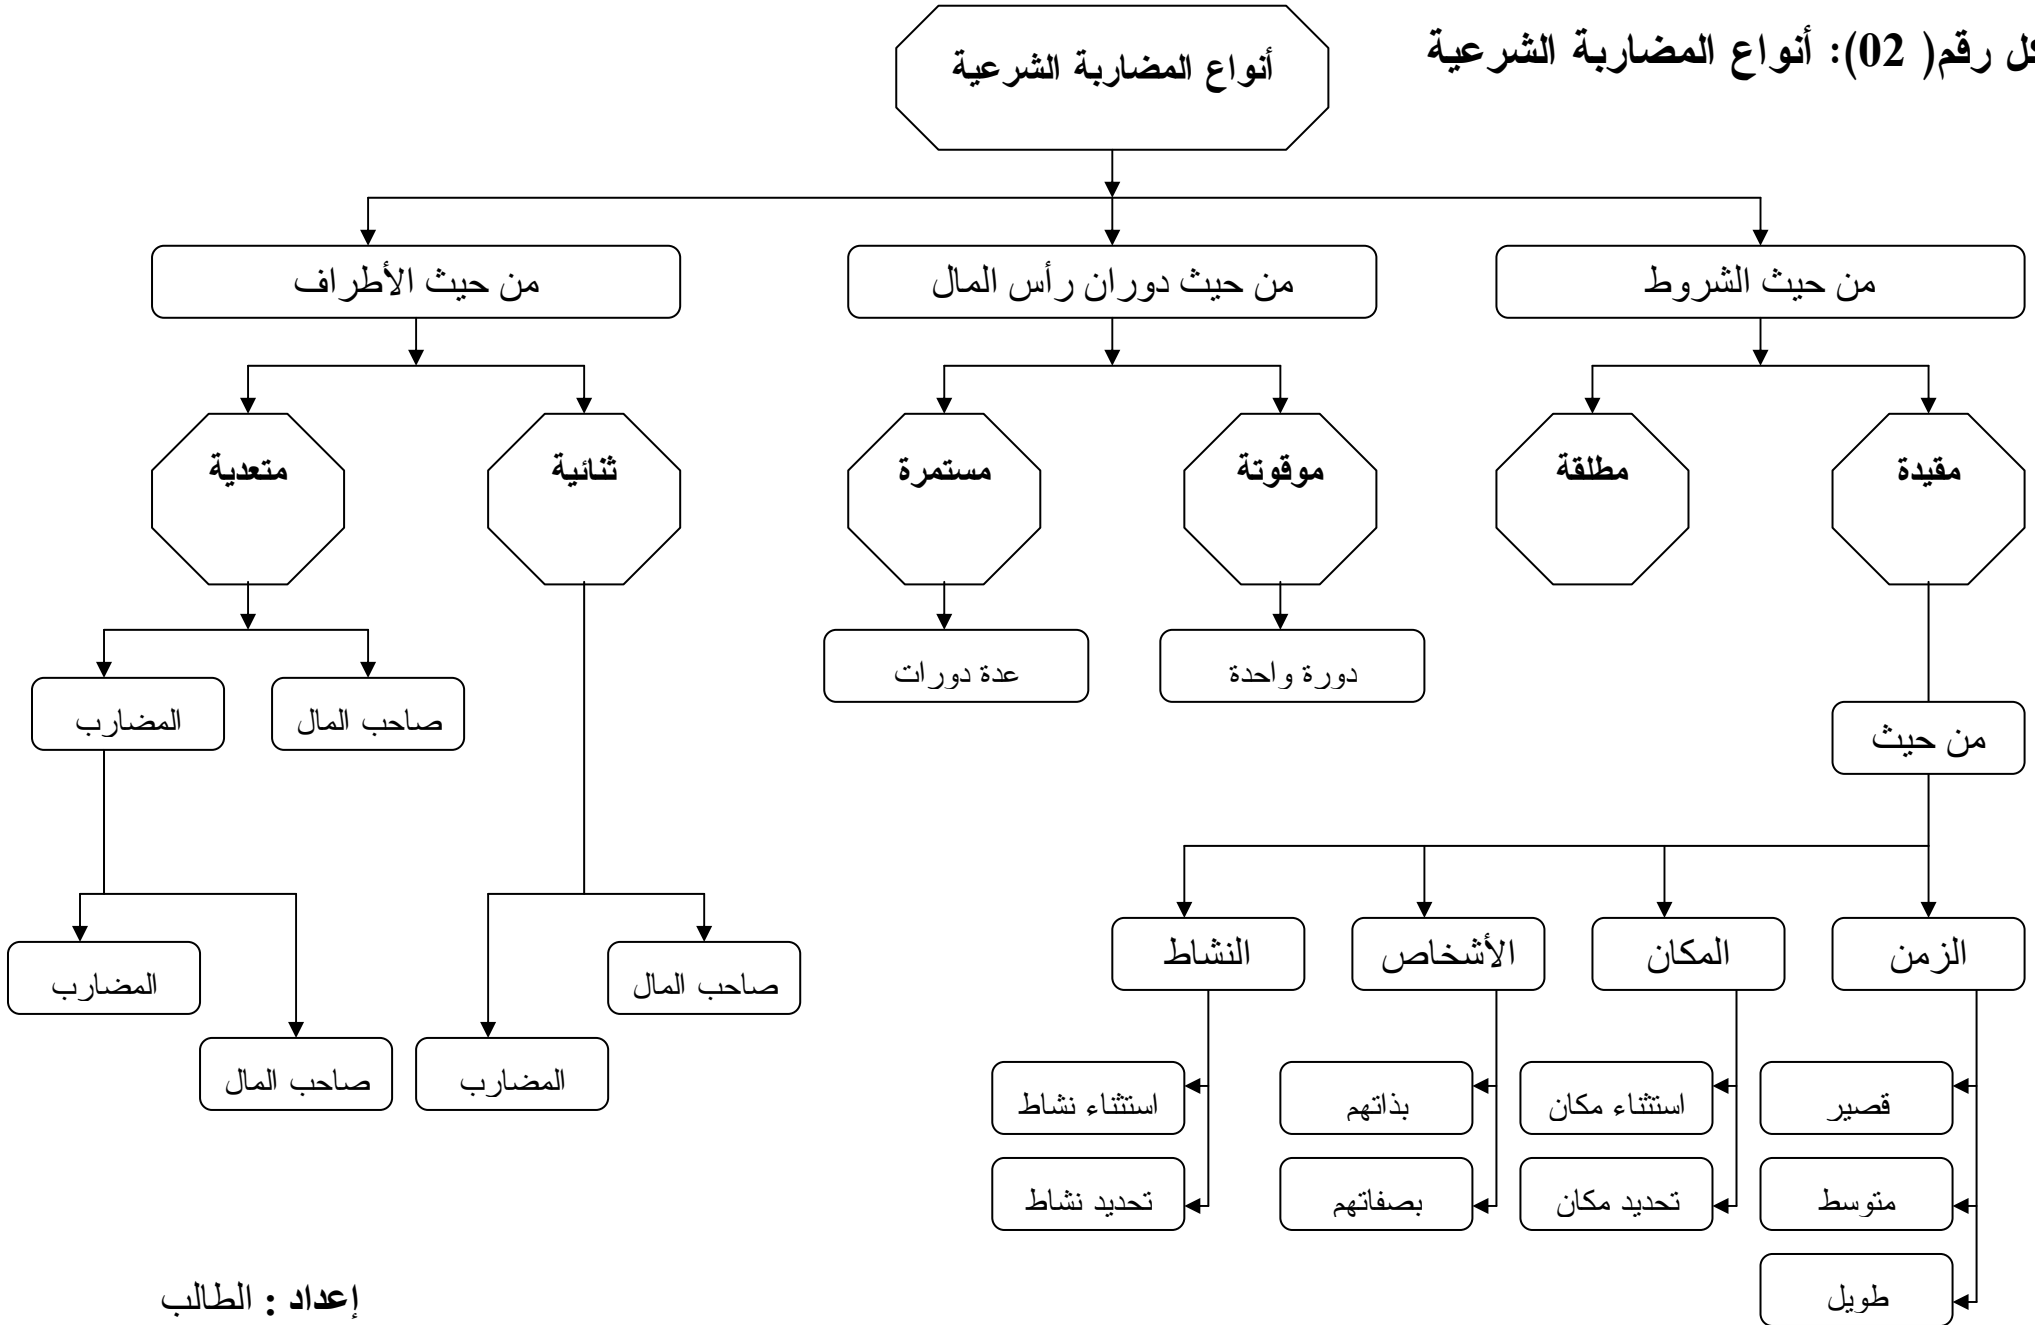 كل رقم( 02): أنواع المضاربة الشرعية
أنواع المضاربة الشرعية
من حيث الشروط
من حيث دوران رأس المال
من حيث الأطراف
مقيدة
مطلقة
موقوتة
مستمرة
ثنائية
متعدية
دورة واحدة
عدة دورات
صاحب المال
المضارب
من حيث
الزمن
المكان
الأشخاص
النشاط
صاحب المال
المضارب
المضارب
صاحب المال
قصير
استثناء مكان
بذاتهم
استثناء نشاط
متوسط
تحديد مكان
بصفاتهم
تحديد نشاط
طويل
إعداد : الطالب